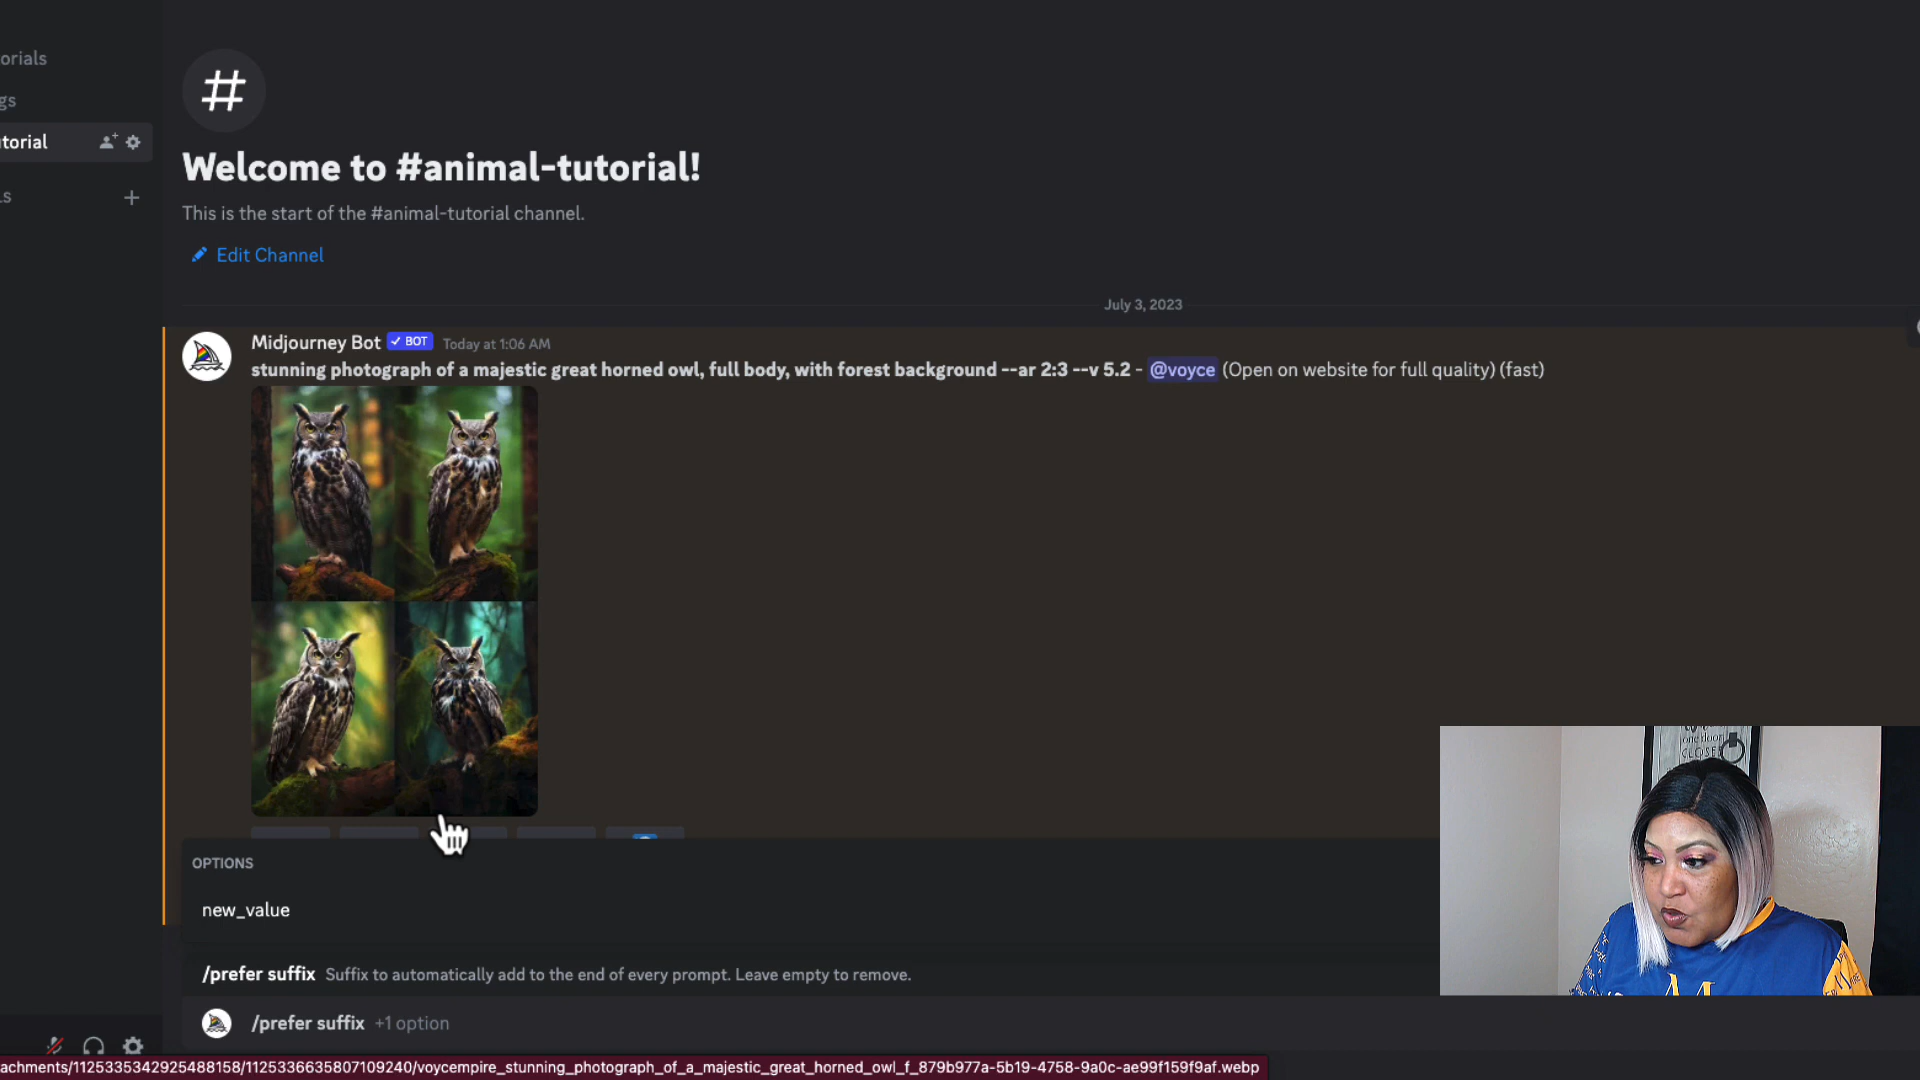 orials
gs
torial
LS
Welcome to #animal-tutorial!
This is the start of the #animal-tutorial channel.
Edit Channel
July 3, 2023
Midjourney Bot BOT Today at 1:06 AM
stunning photograph of a majestic great horned owl, full body, with forest background --ar 2:3 --v 5.2 - @voyce (Open on website for full quality) (fast)
one door
CLOSES
OPTIONS
new_value
/prefer suffix Suffix to automatically add to the end of every prompt. Leave empty to remove.
/prefer suffix +1 option
achments/1125335342925488158/1125336635807109240/voycempire_stunning_photograph_of_a_majestic_great_horned_owl_f_879b977a-5b19-4758-9a0c-ae99f159f9af.webp